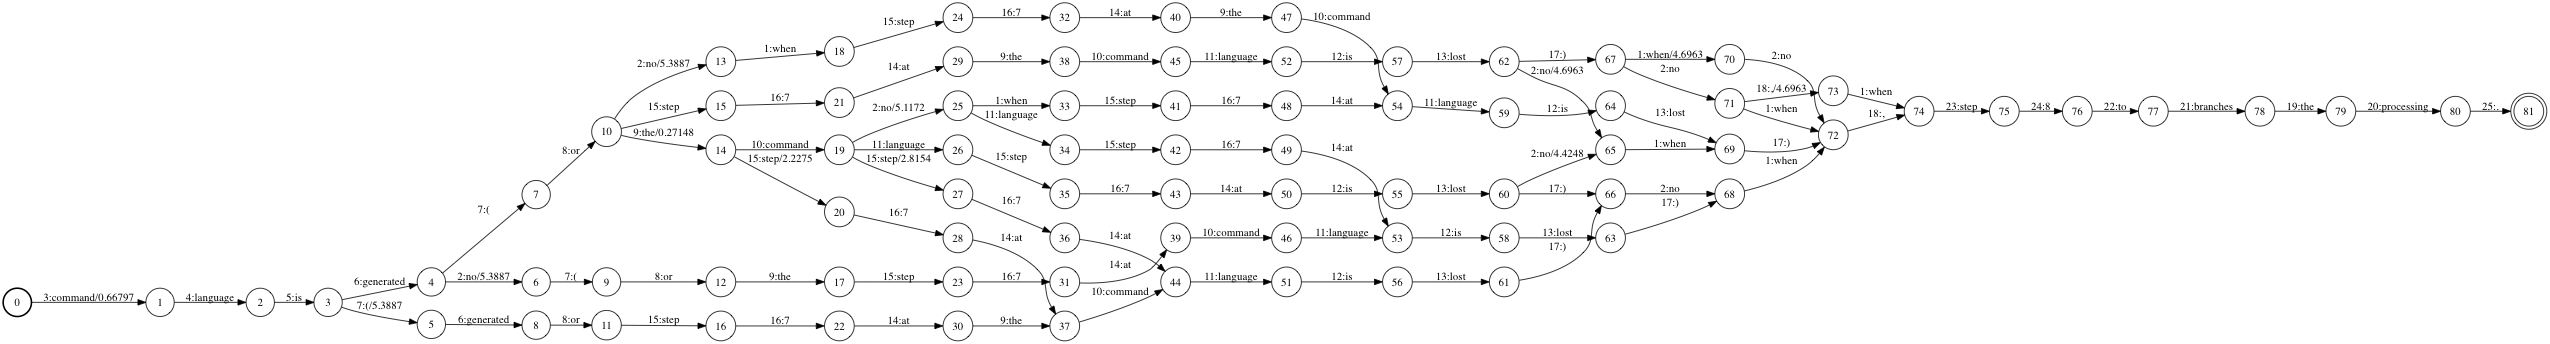 24 16:7 32 14:at 40 9:the 47 10:command
15:step
1:when 18
2:no/5.3887 13
14:at 29 9:the 38 10:command 45 11:language 52 12:is 57 13:lost 62 17:) 67 1:when/4.6963 70 2:no
2:no/4.6963 2:no
15:step 15 16:7 21
2:no/5.1172 25 1:when 33 15:step 41 16:7 48 14:at 54 11:language 59 12:is 64 13:lost
11:language
71 18:,/4.6963 73 1:when
1:when
74 23:step 75 24:8 76 22:to 77 21:branches 78 19:the 79 20:processing 80 25:. 81
18:,
10 9:the/0.27148 14 10:command 19 11:language 26 15:step
15:step/2.2275 15:step/2.8154
34 15:step 42 16:7 49 14:at
2:no/4.4248 65 1:when 69 17:) 72
1:when
8:or
7 27 16:7 35 16:7 43 14:at 50 12:is 55 13:lost 60 17:) 66 2:no 68
17:)
7:( 20 16:7
28 14:at 36 14:at 39 10:command 46 11:language 53 12:is 58 13:lost 63
17:)
14:at
6:generated 4 2:no/5.3887 6 7:( 9 8:or 12 9:the 17 15:step 23 16:7 31 44 11:language 51 12:is 56 13:lost 61
10:command
0 3:command/0.66797 1 4:language 2 5:is 3
7:(/5.3887
5 6:generated 8 8:or 11 15:step 16 16:7 22 14:at 30 9:the 37